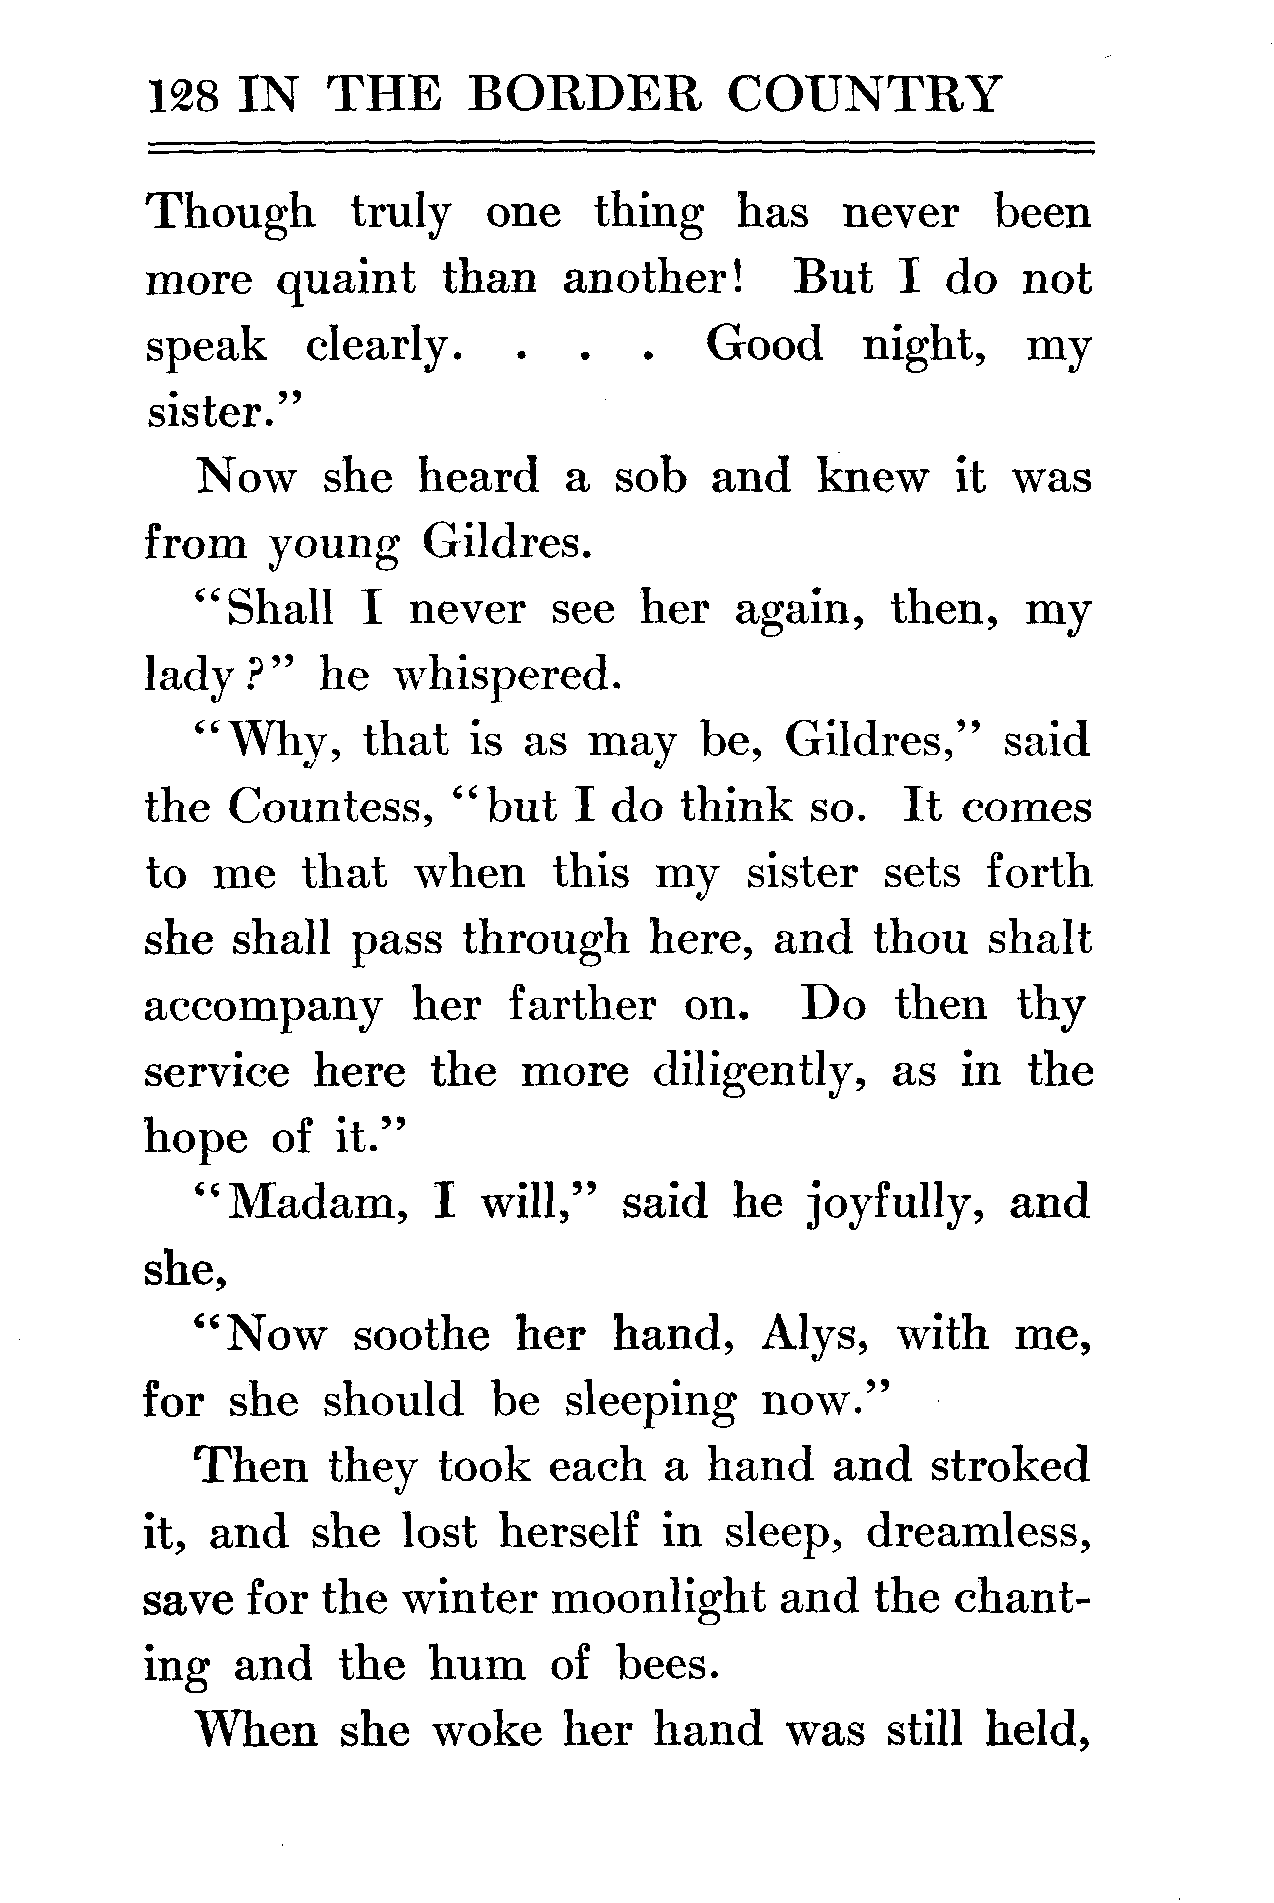 128 IN THE BORDER COUNTRY
Though truly one thing has never been
more quaint than another! But I do not
speak clearly. . . . Good night, my
sister.”
Now she heard a sob and knew it was
from young Gildres.
“Shall I never see her again, then, my
lady?” he whispered.
“Why, that is as may be, Gildres,” said
the Countess, “but I do think so. It comes
to me that when this my sister sets forth
she shall pass through here, and thou shalt
accompany her farther on. Do then thy
service here the more diligently, as in the
hope of it.”
“Madam, I will,” said he joyfully, and
she,
“Now soothe her hand, Alys, with me,
for she should be sleeping now.”
Then they took each a hand and stroked
it, and she lost herself in sleep, dreamless,
save for the winter moonlight and the chant-
ing and the hum of bees.
When she woke her hand was still held,